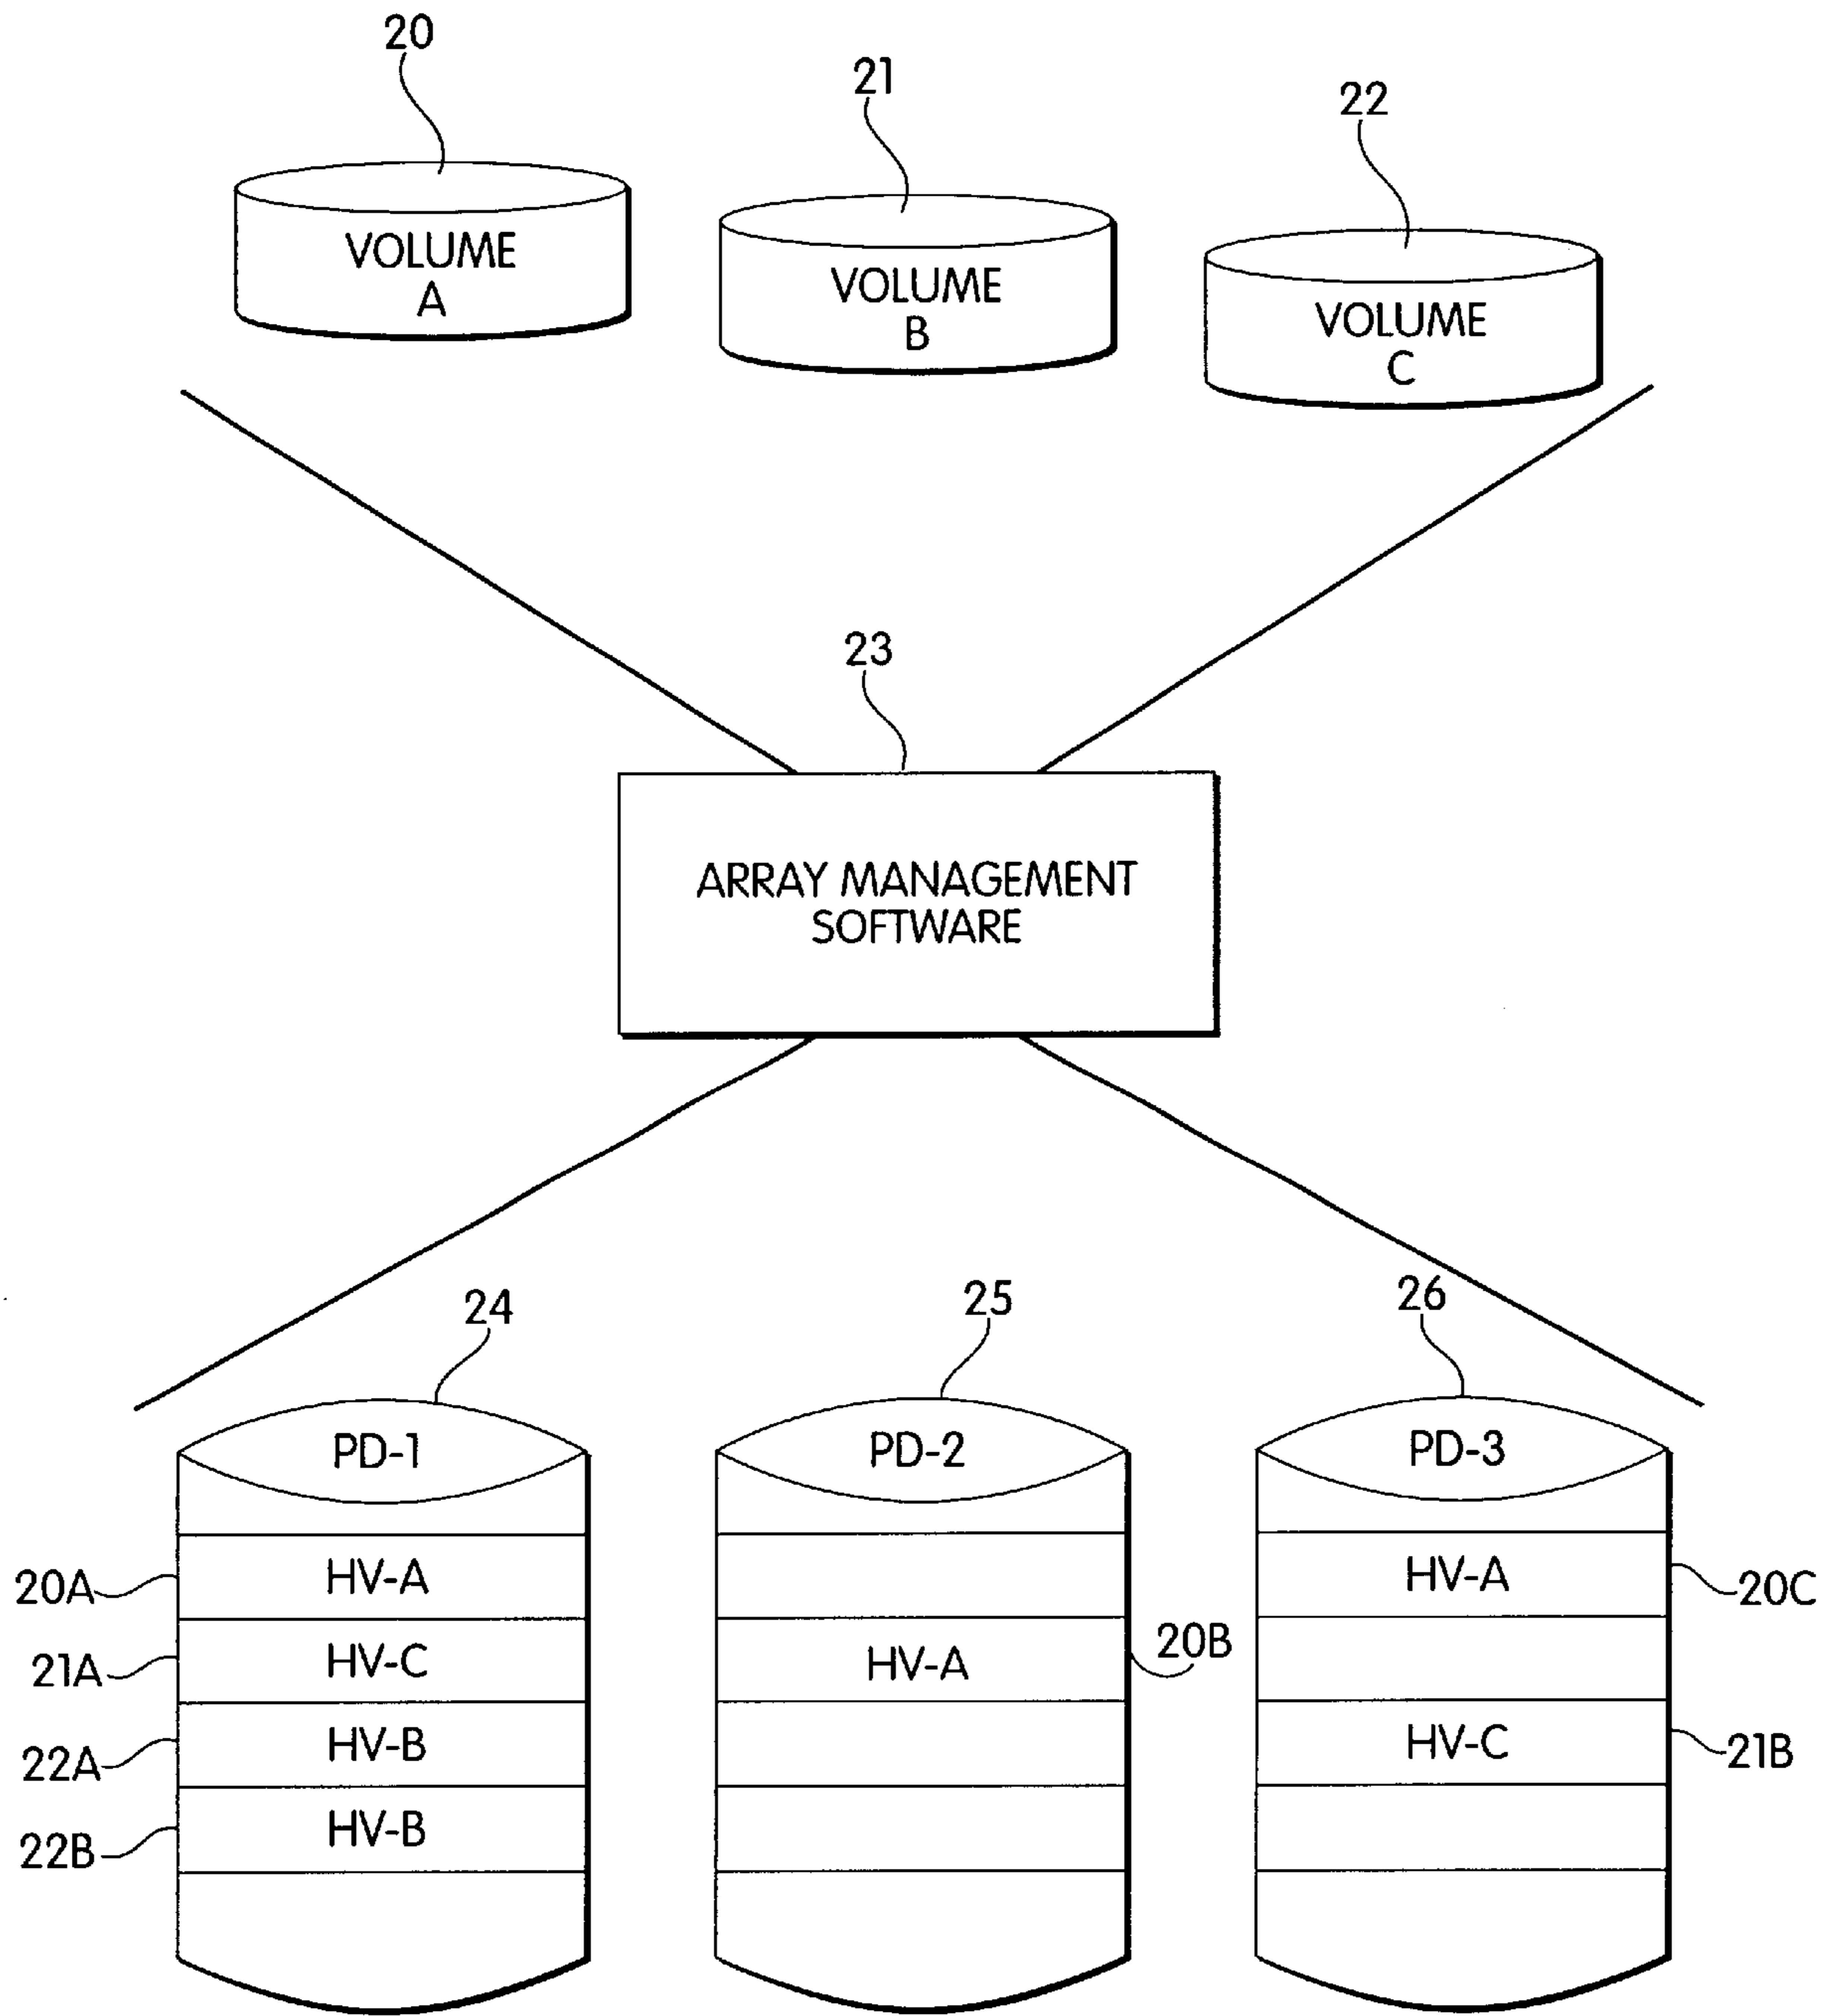 20
21
22
VOLUME
A
VOLUME
B
VOLUME
C
23
ARRAY MANAGEMENT
SOFTWARE
24
25
26
PD-1
PD-2
PD-3
20A
HV-A
HV-A
20C
21A
HV-C
HV-A
20B
22A
HV-B
HV-C
21B
22B
HV-B